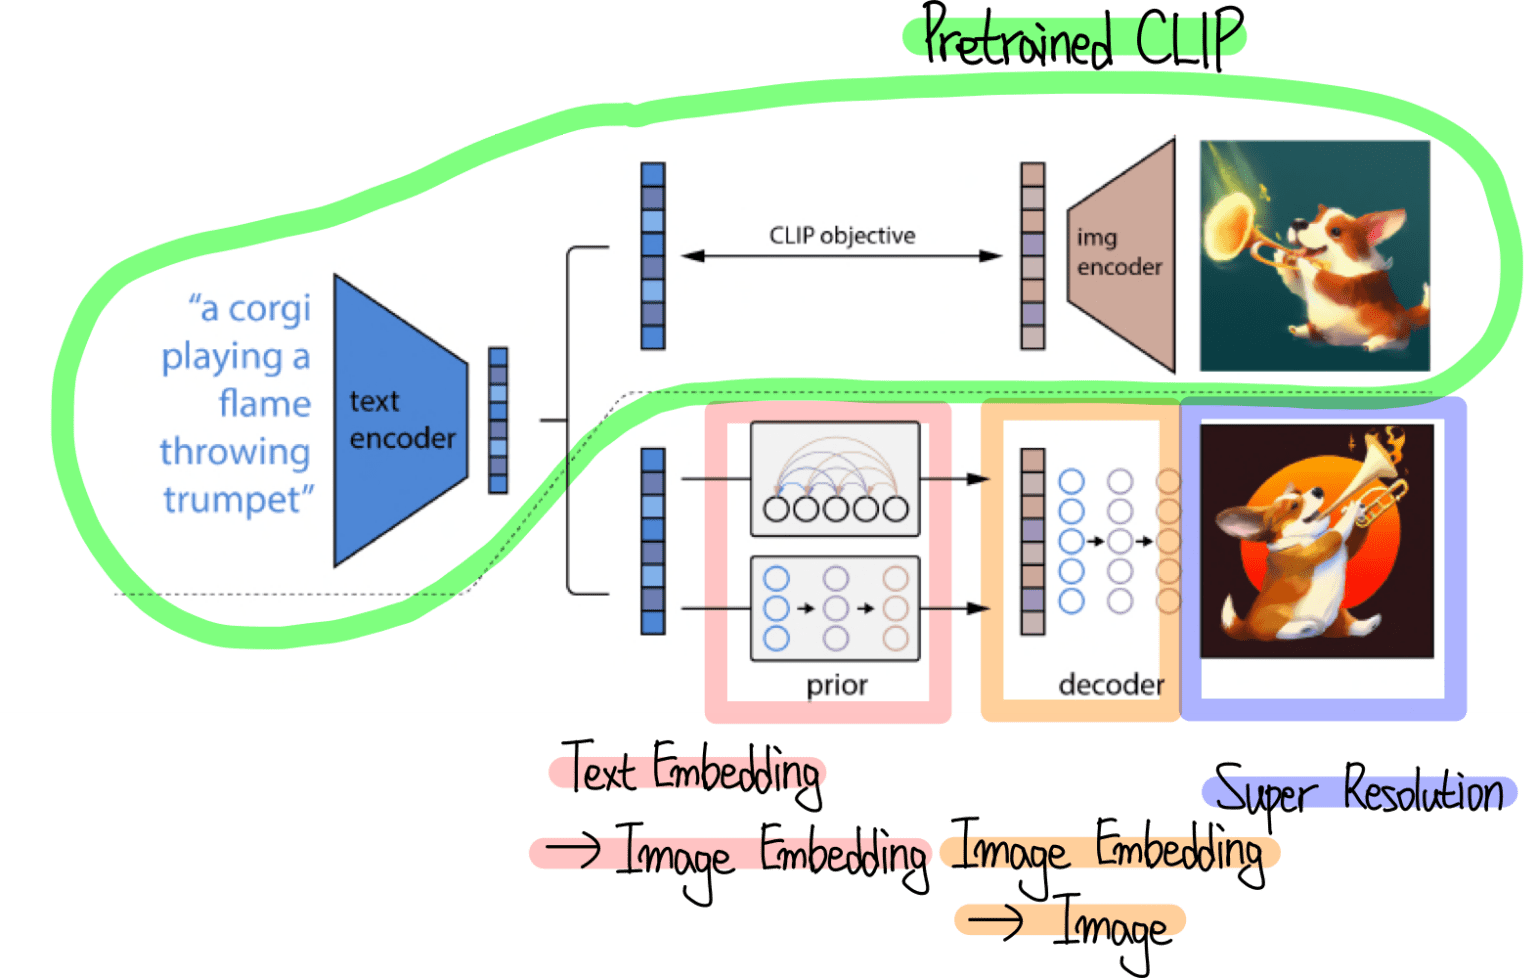 Pretrained CLIP
CLIP objective
img
encoder
“a corgi
playing a
flame
throwing
trumpet”
text
encoder
prior
decoder
Text Embedding
→ Image Embedding
Image Embedding
→ Image
Super Resolution